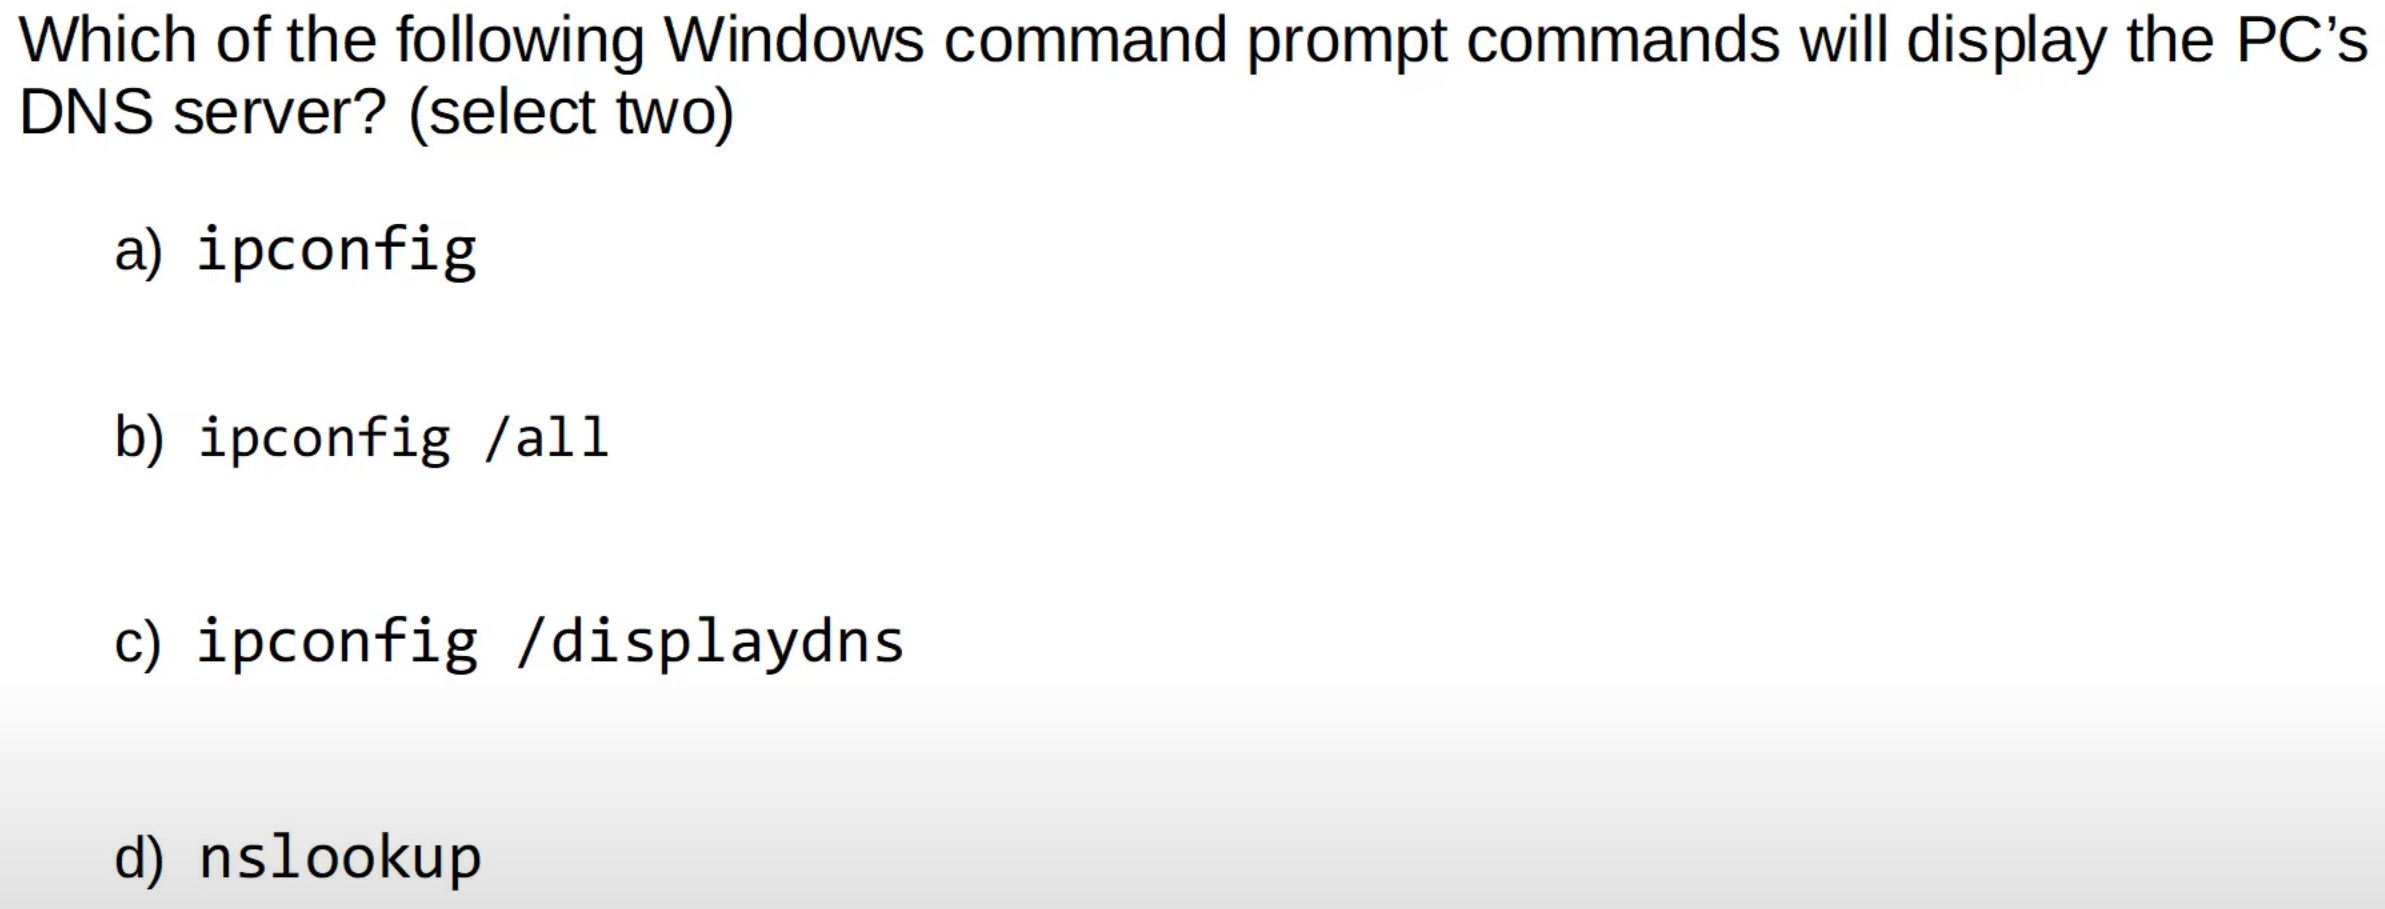 Which of the following Windows command prompt commands will display the PC’s
DNS server? (select two)
a) ipconfig
b) ipconfig /all
c) ipconfig /displaydns
d) nslookup